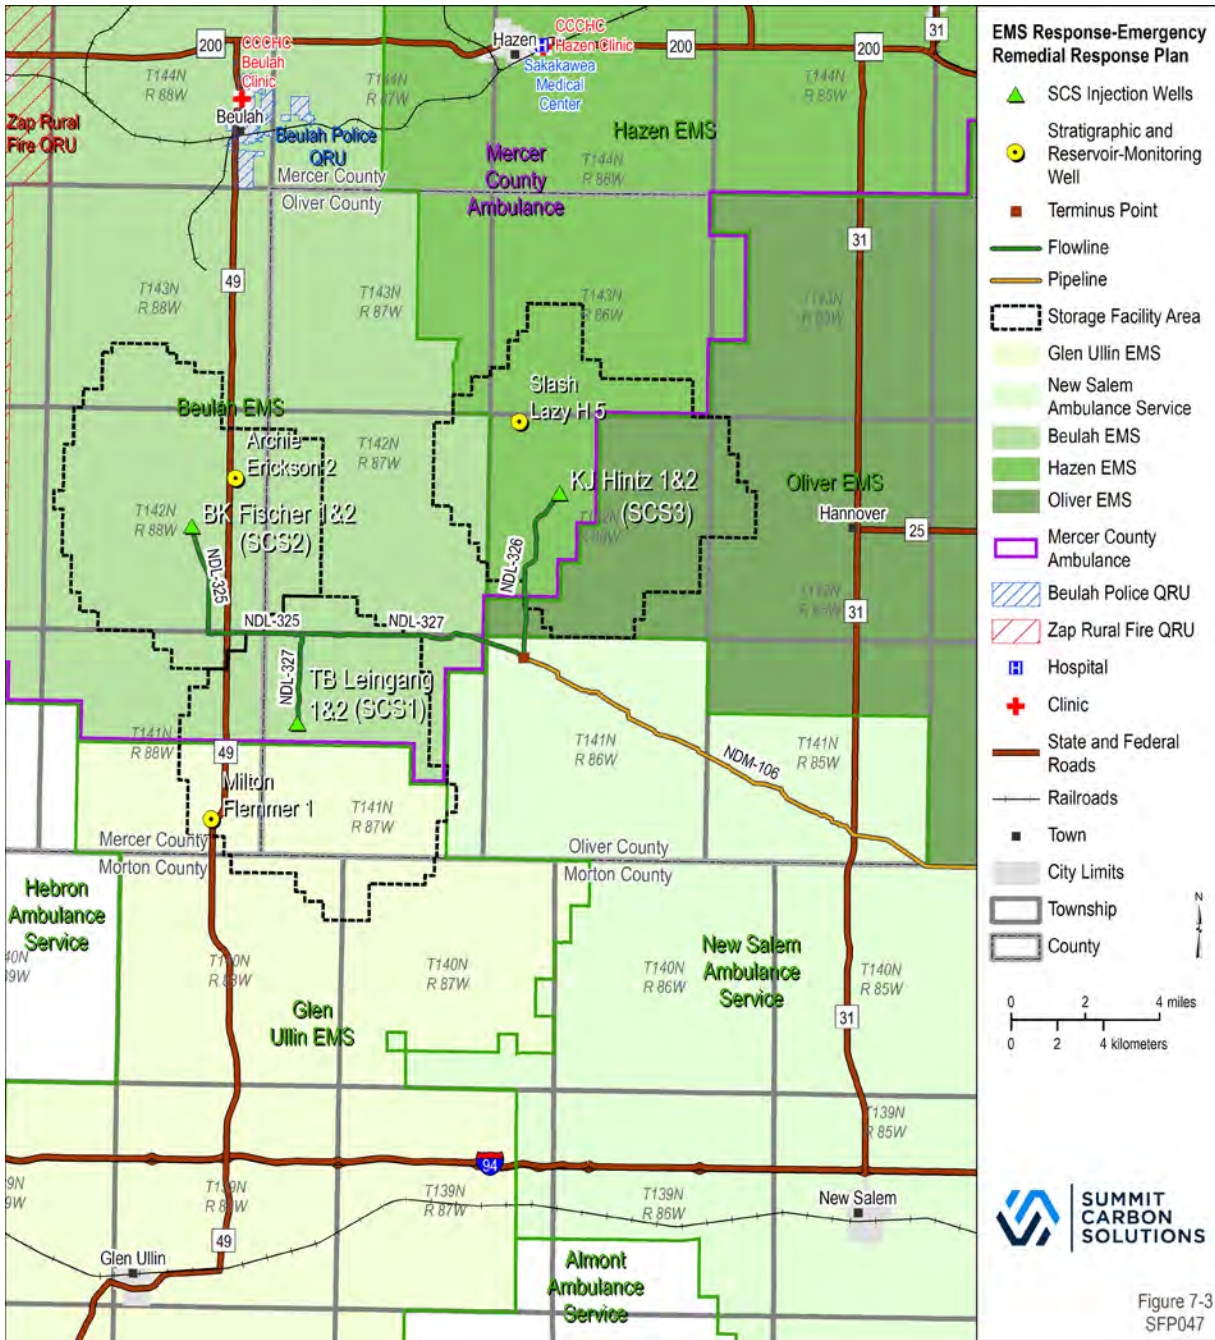 200
CCCHC
Beulah
Clinic
Beulah
Hazen
CCCHC
Hazen Clinic
Sakakawea
Medical
Center
200
200
31
T144N
R 88W
T144N
R 87W
T144N
R 85W
Zap Rural
Fire QRU
Beulah Police
QRU
Hazen EMS
Mercer
County
Ambulance
T144N
R 86W
Mercer County
Oliver County
31
49
T143N
R 88W
T143N
R 87W
T143N
R 86W
Beulah EMS
Slash
Lazy H 5
Archie
Erickson 2
T142N
R 87W
KJ Hintz 1&2
(SCS3)
Oliver EMS
Hannover
25
T142N
R 88W
BK Fischer 1&2
(SCS2)
NDL-325
NDL-325
NDL-327
NDL-326
31
NDL-327
TB Leingang
1&2 (SCS1)
T141N
R 88W
49
T141N
R 86W
T141N
R 85W
NDM-106
Milton
Flemmer 1
T141N
R 87W
Mercer County
Morton County
Oliver County
Morton County
Hebron
Ambulance
Service
T140N
R 87W
T140N
R 86W
New Salem
Ambulance
Service
T140N
R 85W
31
Glen
Ullin EMS
T139N
R 85W
94
T139N
R 87W
T139N
R 86W
New Salem
49
Glen Ullin
Almont
Ambulance
Service
EMS Response-Emergency
Remedial Response Plan
SCS Injection Wells
Stratigraphic and
Reservoir-Monitoring
Well
Terminus Point
Flowline
Pipeline
Storage Facility Area
Glen Ullin EMS
New Salem
Ambulance Service
Beulah EMS
Hazen EMS
Oliver EMS
Mercer County
Ambulance
Beulah Police QRU
Zap Rural Fire QRU
H
Hospital
Clinic
State and Federal
Roads
Railroads
Town
City Limits
Township
County
N
0 2 4 miles
0 2 4 kilometers
SUMMIT
CARBON
SOLUTIONS
Figure 7-3
SFP047